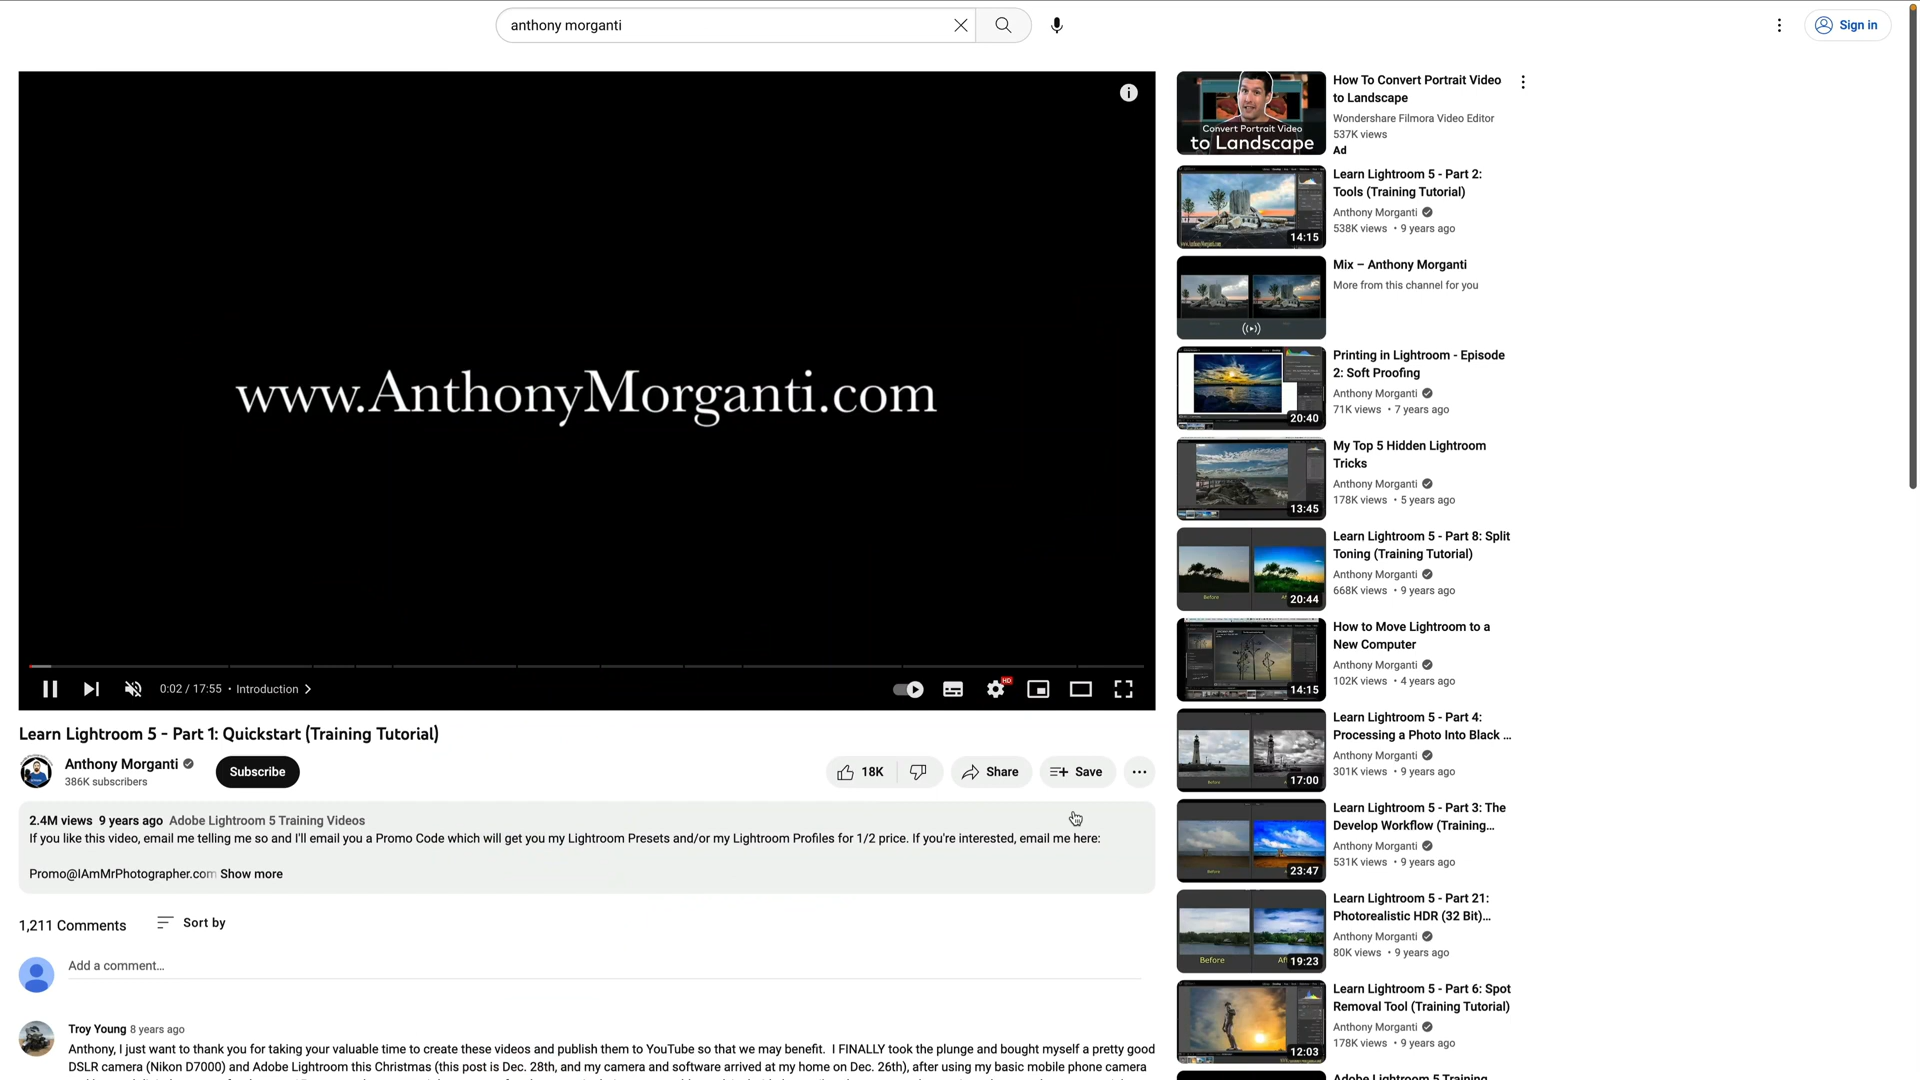 anthony morganti
Sign in
www.AnthonyMorganti.com
0:02 / 17:55 • Introduction
HD
Learn Lightroom 5 - Part 1: Quickstart (Training Tutorial)
Anthony Morganti
386K subscribers
Subscribe
18K
Share
Save
2.4M views 9 years ago Adobe Lightroom 5 Training Videos
If you like this video, email me telling me so and I'll email you a Promo Code which will get you my Lightroom Presets and/or my Lightroom Profiles for 1/2 price. If you're interested, email me here:
Promo@IAmMrPhotographer.com Show more
1,211 Comments
Sort by
Add a comment...
Troy Young 8 years ago
Anthony, I just want to thank you for taking your valuable time to create these videos and publish them to YouTube so that we may benefit. I FINALLY took the plunge and bought myself a pretty good
DSLR camera (Nikon D7000) and Adobe Lightroom this Christmas (this post is Dec. 28th, and my camera and software arrived at my home on Dec. 26th), after using my basic mobile phone camera
Convert Portrait Video
to Landscape
How To Convert Portrait Video
to Landscape
Wondershare Filmora Video Editor
537K views
Ad
14:15
Learn Lightroom 5 - Part 2:
Tools (Training Tutorial)
Anthony Morganti
538K views • 9 years ago
Mix – Anthony Morganti
More from this channel for you
20:40
Printing in Lightroom - Episode
2: Soft Proofing
Anthony Morganti
71K views • 7 years ago
13:45
My Top 5 Hidden Lightroom
Tricks
Anthony Morganti
178K views • 5 years ago
Before
20:44
Learn Lightroom 5 - Part 8: Split
Toning (Training Tutorial)
Anthony Morganti
668K views • 9 years ago
14:15
How to Move Lightroom to a
New Computer
Anthony Morganti
102K views • 4 years ago
17:00
Learn Lightroom 5 - Part 4:
Processing a Photo Into Black ...
Anthony Morganti
301K views • 9 years ago
23:47
Learn Lightroom 5 - Part 3: The
Develop Workflow (Training...
Anthony Morganti
531K views • 9 years ago
Before
19:23
Learn Lightroom 5 - Part 21:
Photorealistic HDR (32 Bit)...
Anthony Morganti
80K views • 9 years ago
12:03
Learn Lightroom 5 - Part 6: Spot
Removal Tool (Training Tutorial)
Anthony Morganti
178K views • 9 years ago
Adobe Lightroom 5 Training